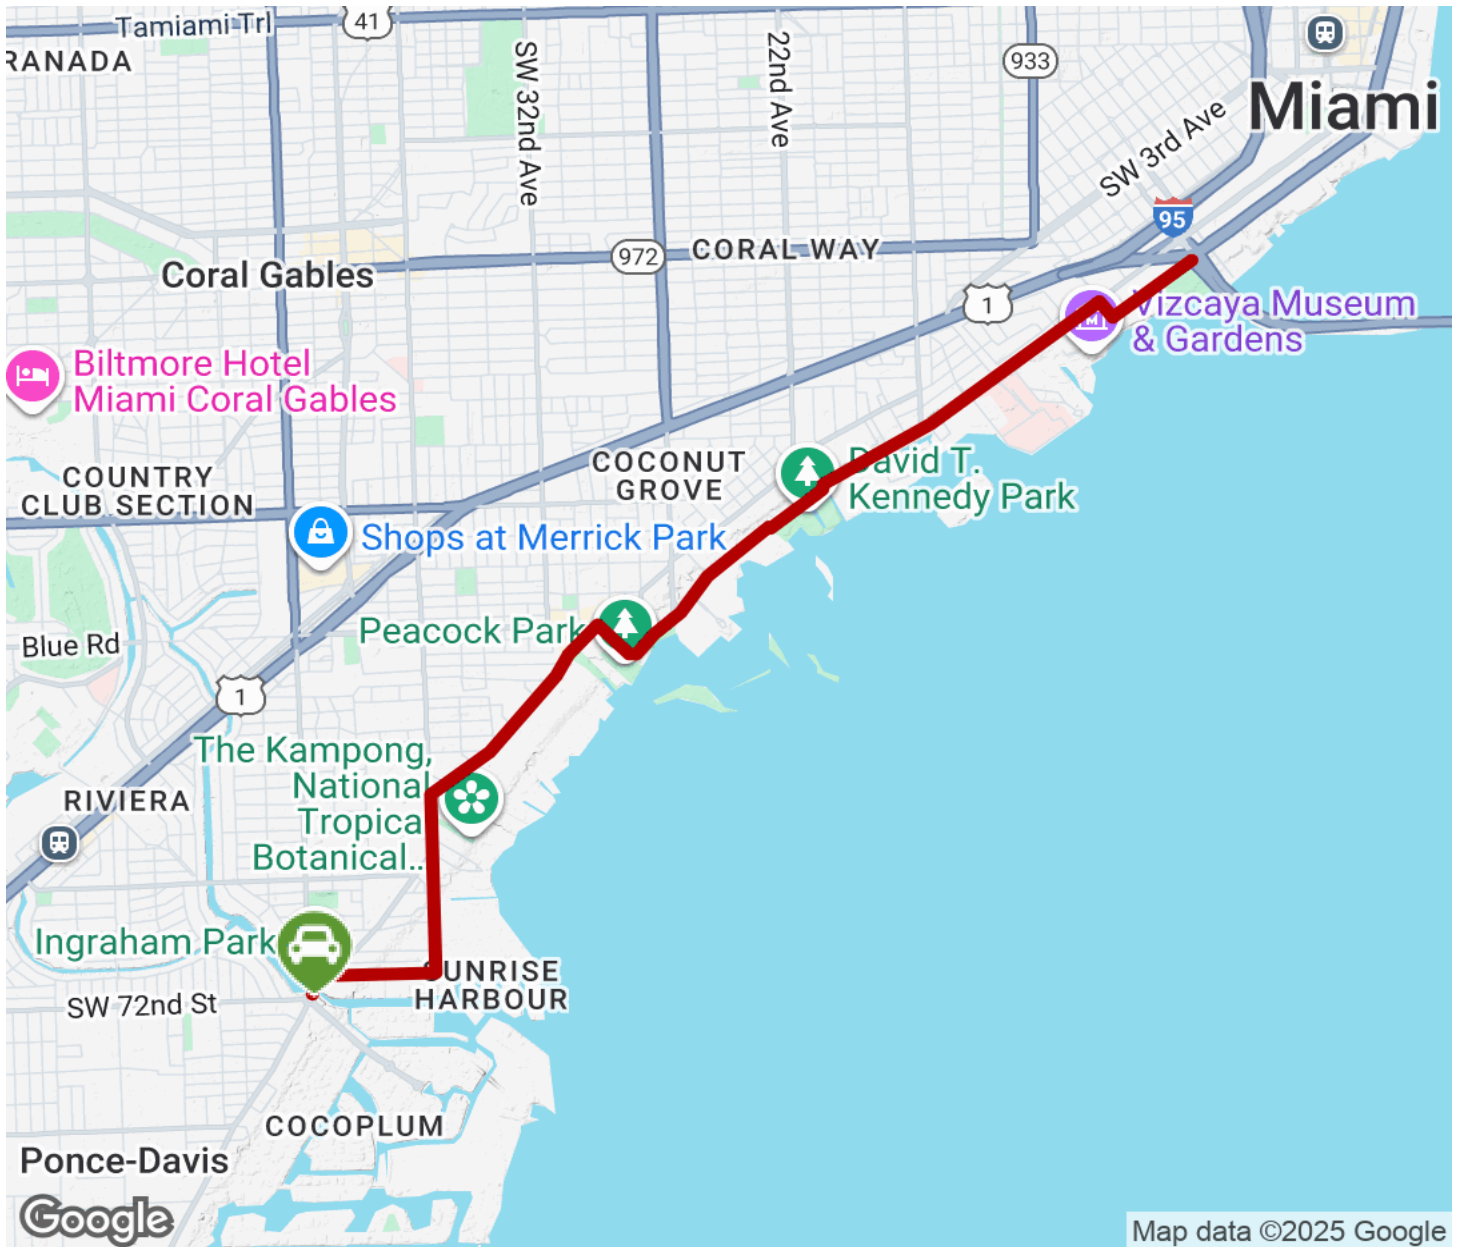 Tamiami Trl
41
RANADA
SW 32nd Ave
22nd Ave
933
Miami
SW 3rd Ave
95
972
CORAL WAY
Coral Gables
1
Vizcaya Museum
& Gardens
Biltmore Hotel
Miami Coral Gables
COUNTRY
CLUB SECTION
COCONUT
GROVE
David T.
Kennedy Park
Shops at Merrick Park
Peacock Park
Blue Rd
1
The Kampong,
National
Tropica
Botanical..
RIVIERA
Ingraham Park
SUNRISE
HARBOUR
SW 72nd St
COCOPLUM
Ponce-Davis
Google
Map data ©2025 Google